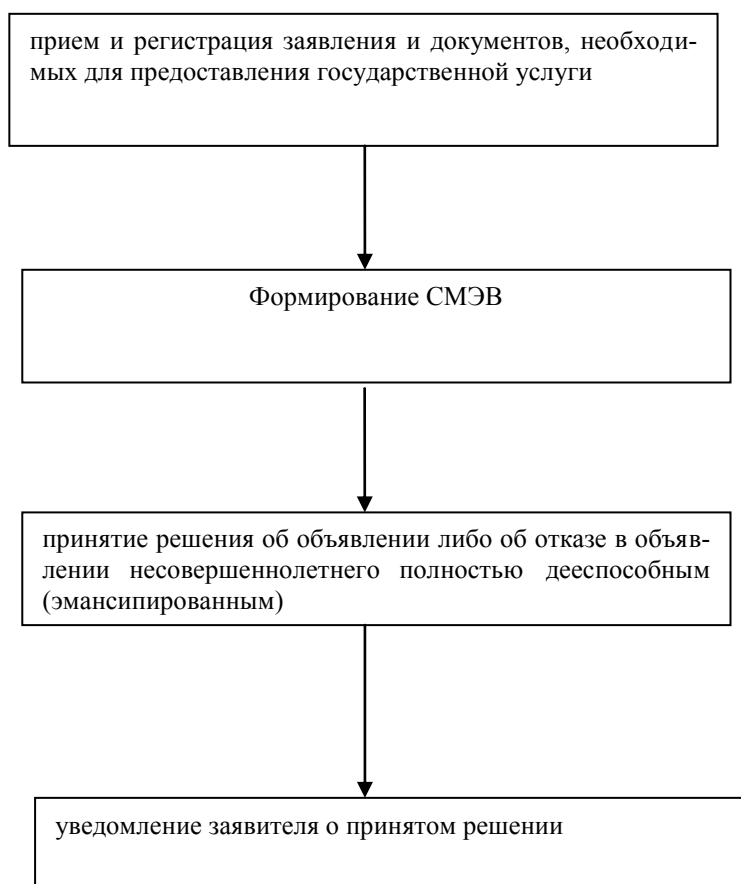 прием и регистрация заявления и документов, необходи-
мых для предоставления государственной услуги
Формирование СМЭВ
принятие решения об объявлении либо об отказе в объяв-
лении несовершеннолетнего полностью дееспособным
(эмансипированным)
уведомление заявителя о принятом решении